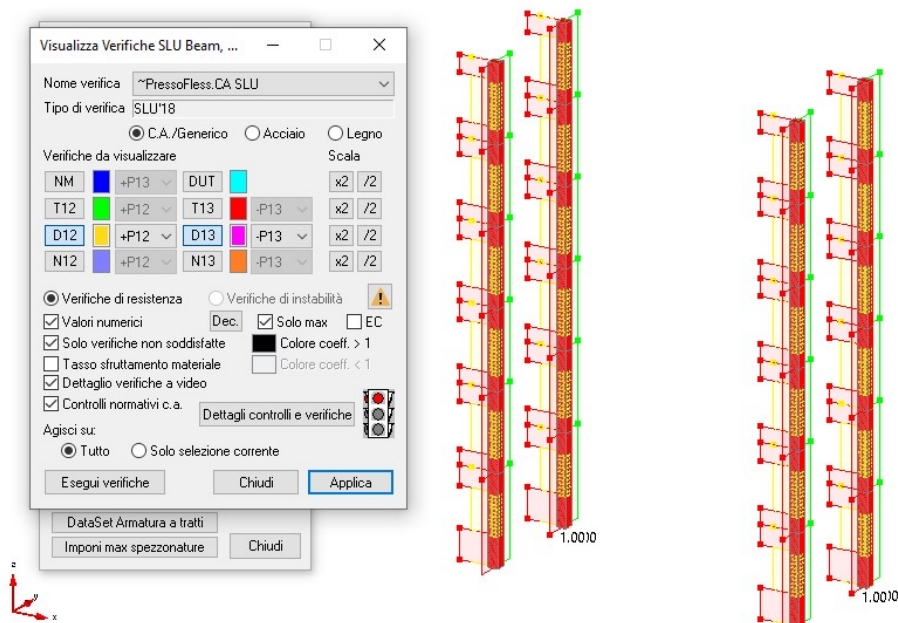 Visualizza Verifiche SLU Beam, ...
Nome verifica ~PressoFless.CA SLU
Tipo di verifica SLU'18
C.A./Generico Acciaio Legno
Verifiche da visualizzare Scala
NM +P13 DUT x2 /2
T12 +P12 T13 -P13 x2 /2
D12 +P12 D13 -P13 x2 /2
N12 +P12 N13 -P13 x2 /2
Verifiche di resistenza Verifiche di instabilità
Valori numerici Dec. Solo max EC
Solo verifiche non soddisfatte Colore coeff. > 1
Tasso sfruttamento materiale Colore coeff. < 1
Dettaglio verifiche a video
Controlli normativi c.a. Dettagli controlli e verifiche
Agisci su:
Tutto Solo selezione corrente
Esegui verifiche Chiudi Applica
DataSet Armatura a tratti
Imponi max spezzonature Chiudi
z
y
x